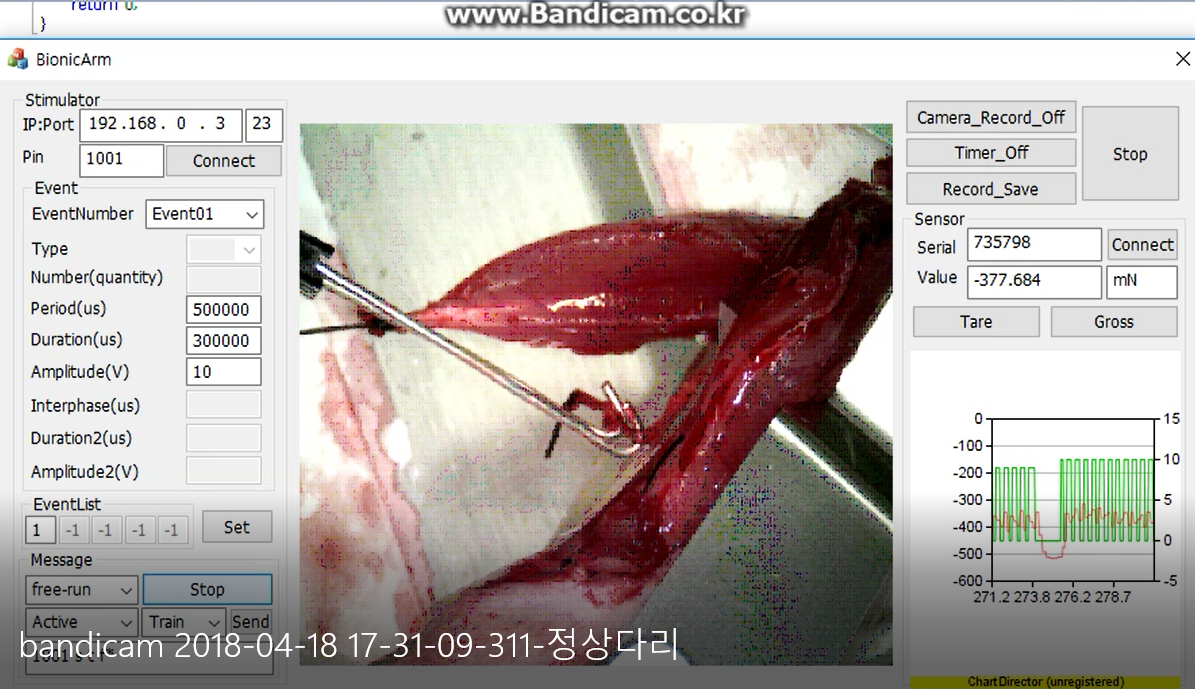 return 0;
}
www.Bandicam.co.kr
BionicArm
Stimulator
IP:Port 192.168. 0 . 3 23
Pin 1001 Connect
Event
EventNumber Event01
Type
Number(quantity)
Period(us) 500000
Duration(us) 300000
Amplitude(V) 10
Interphase(us)
Duration2(us)
Amplitude2(V)
EventList
1 -1 -1 -1 -1 Set
Message
free-run Stop
Active Train Send
Camera_Record_Off
Timer_Off
Record_Save
Stop
Sensor
Serial 735798 Connect
Value -377.684 mN
Tare Gross
0 15
-100
-200 10
-300 5
-400 0
-500
-600 -5
271.2 273.8 276.2 278.7
ChartDirector (unregistered)
bandicam 2018-04-18 17-31-09-311-정상다리